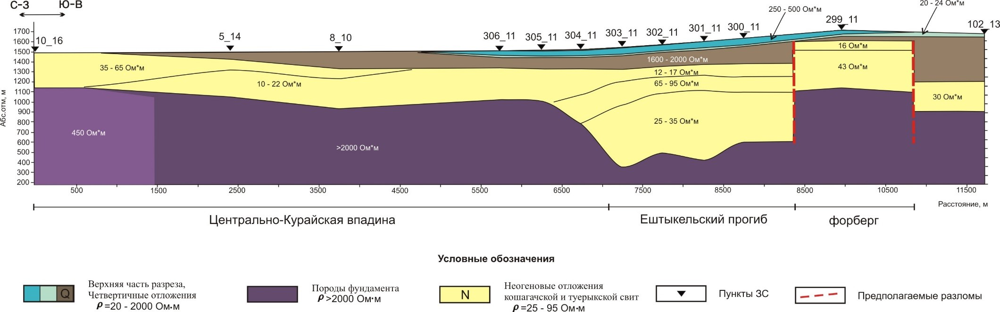 С-З Ю-В
20 - 24 Ом*м
250 - 500 Ом*м
10_16
5_14
8_10
306_11
305_11
304_11
303_11
302_11
301_11
300_11
299_11
102_13
Абс.отм, м
1700
1600
1500
1400
1300
1200
1100
1000
900
800
700
600
500
400
300
200
35 - 65 Ом*м
10 - 22 Ом*м
450 Ом*м
>2000 Ом*м
1600 - 2000 Ом*м
12 - 17 Ом*м
65 - 95 Ом*м
25 - 35 Ом*м
16 Ом*м
43 Ом*м
30 Ом*м
500 1500 2500 3500 4500 5500 6500 7500 8500 8500 10500 11500
Расстояние, м
Центрально-Курайская впадина
Ештыкельский прогиб
форберг
Условные обозначения
Q
Верхняя часть разреза,
Четвертичные отложения
ρ =20 - 2000 Ом·м
Породы фундамента
ρ >2000 Ом·м
N
Неогеновые отложения
кошагачской и туерыкской свит
ρ =25 - 95 Ом·м
Пункты ЗС
Предполагаемые разломы